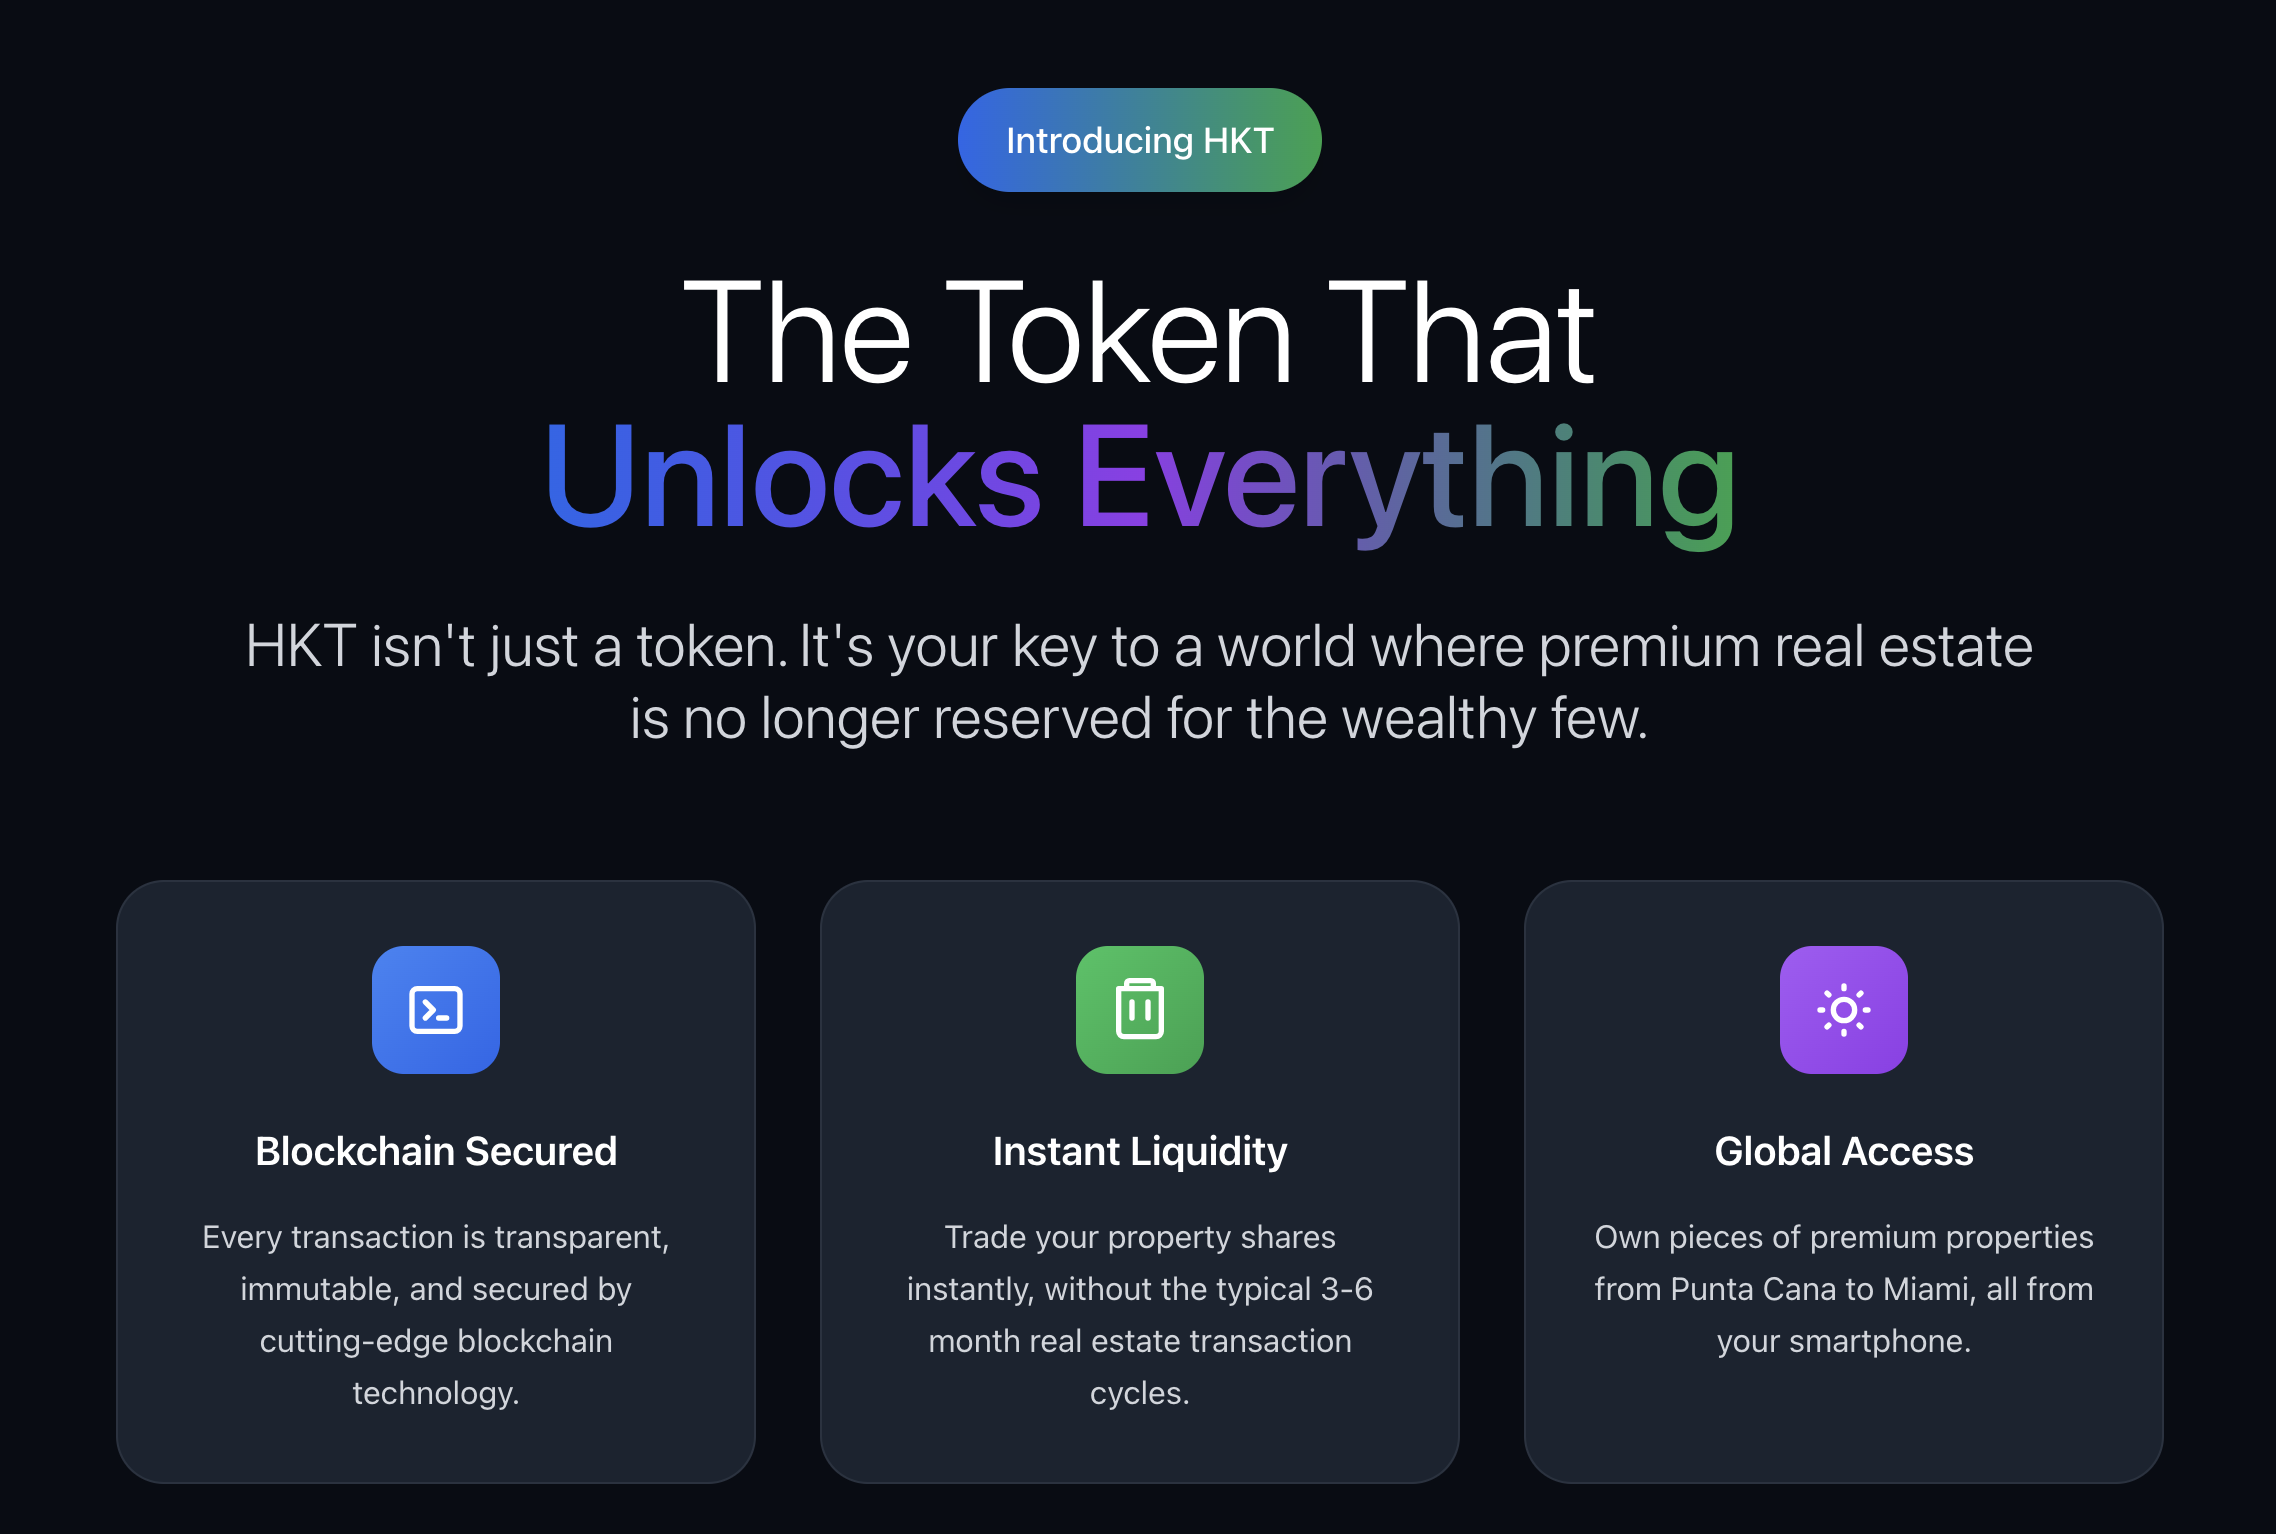 Introducing HKT
The Token That
Unlocks Everything
HKT isn't just a token. It's your key to a world where premium real estate
is no longer reserved for the wealthy few.
Blockchain Secured
Every transaction is transparent,
immutable, and secured by
cutting-edge blockchain
technology.
Instant Liquidity
Trade your property shares
instantly, without the typical 3-6
month real estate transaction
cycles.
Global Access
Own pieces of premium properties
from Punta Cana to Miami, all from
your smartphone.